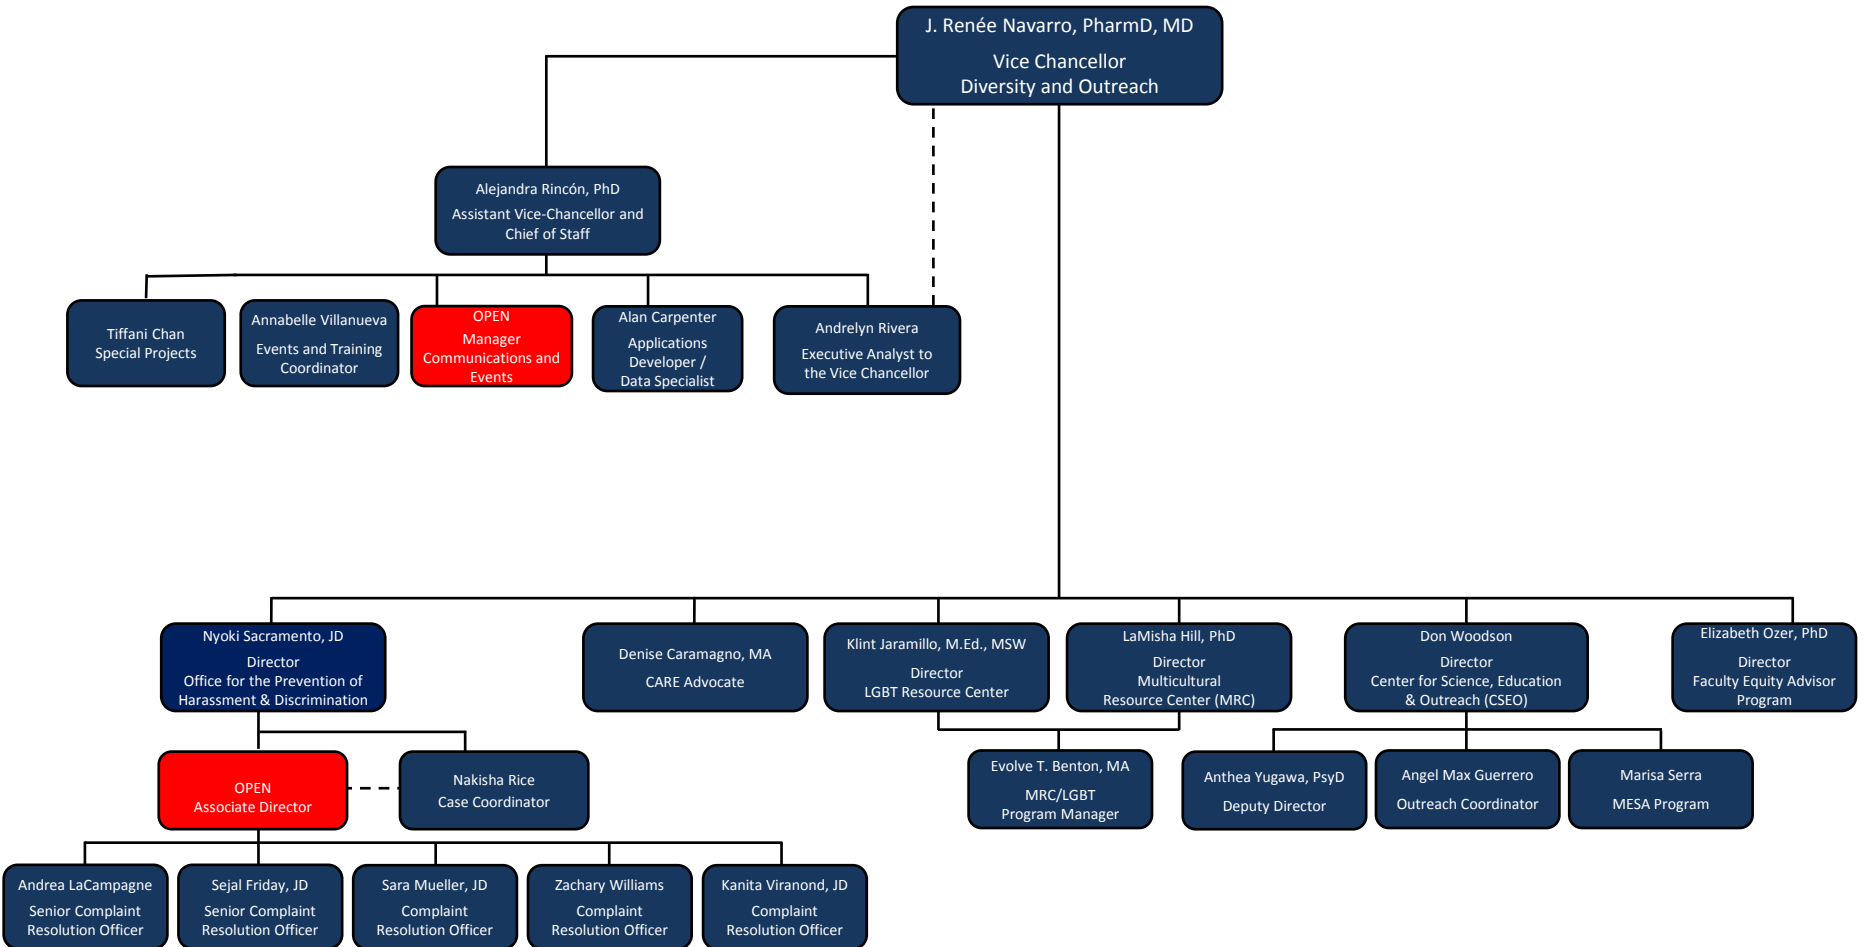 J. Renée Navarro, PharmD, MD
Vice Chancellor
Diversity and Outreach
Alejandra Rincón, PhD
Assistant Vice-Chancellor and
Chief of Staff
Tiffani Chan
Special Projects
Annabelle Villanueva
Events and Training
Coordinator
OPEN
Manager
Communications and
Events
Alan Carpenter
Applications
Developer /
Data Specialist
Andrelyn Rivera
Executive Analyst to
the Vice Chancellor
Nyoki Sacramento, JD
Director
Office for the Prevention of
Harassment & Discrimination
Denise Caramagno, MA
CARE Advocate
Klint Jaramillo, M.Ed., MSW
Director
LGBT Resource Center
LaMisha Hill, PhD
Director
Multicultural
Resource Center (MRC)
Don Woodson
Director
Center for Science, Education
& Outreach (CSEO)
Elizabeth Ozer, PhD
Director
Faculty Equity Advisor
Program
OPEN
Associate Director
Nakisha Rice
Case Coordinator
Evolve T. Benton, MA
MRC/LGBT
Program Manager
Anthea Yugawa, PsyD
Deputy Director
Angel Max Guerrero
Outreach Coordinator
Marisa Serra
MESA Program
Andrea LaCampagne
Senior Complaint
Resolution Officer
Sejal Friday, JD
Senior Complaint
Resolution Officer
Sara Mueller, JD
Complaint
Resolution Officer
Zachary Williams
Complaint
Resolution Officer
Kanita Viranond, JD
Complaint
Resolution Officer